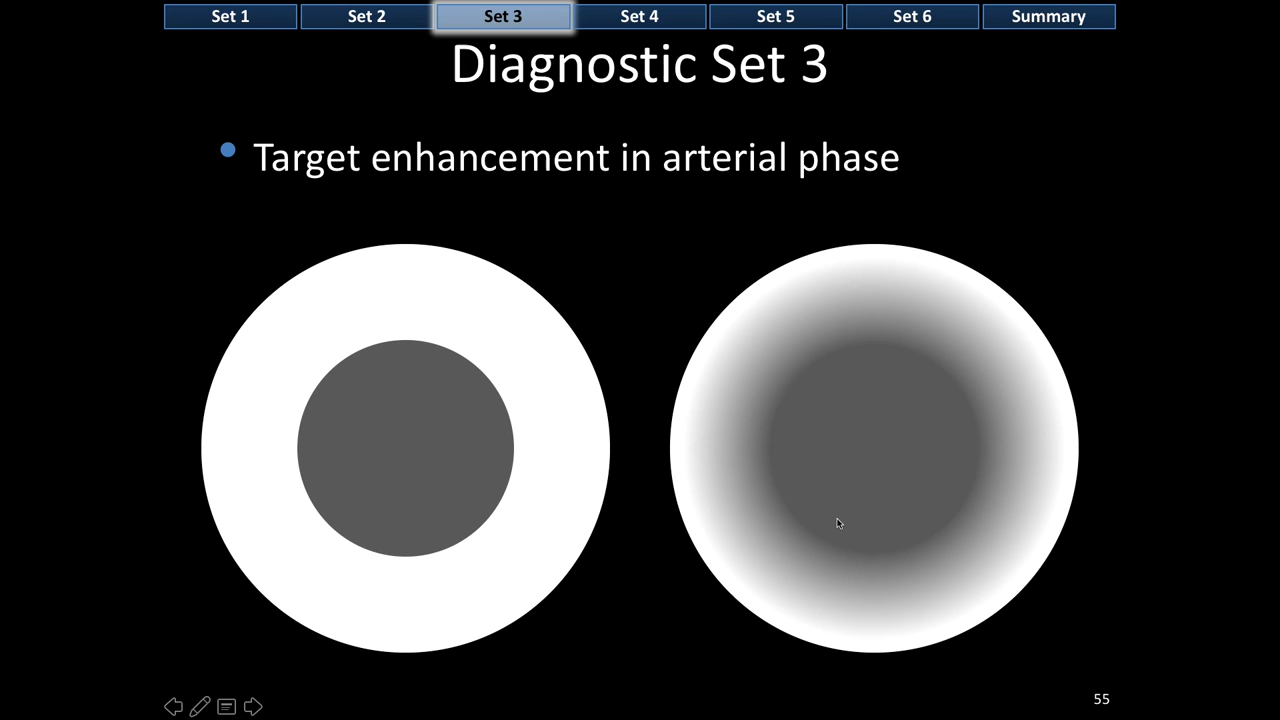 Set 1 Set 2 Set 3 Set 4 Set 5 Set 6 Summary
Diagnostic Set 3
Target enhancement in arterial phase
55